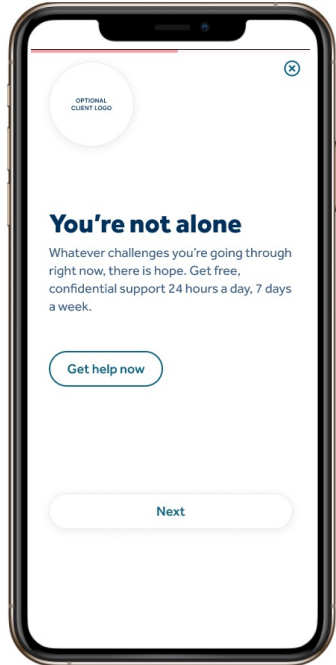 OPTIONAL
CLIENT LOGO
You're not alone
Whatever challenges you're going through
right now, there is hope. Get free,
confidential support 24 hours a day, 7 days
a week.
Get help now
Next